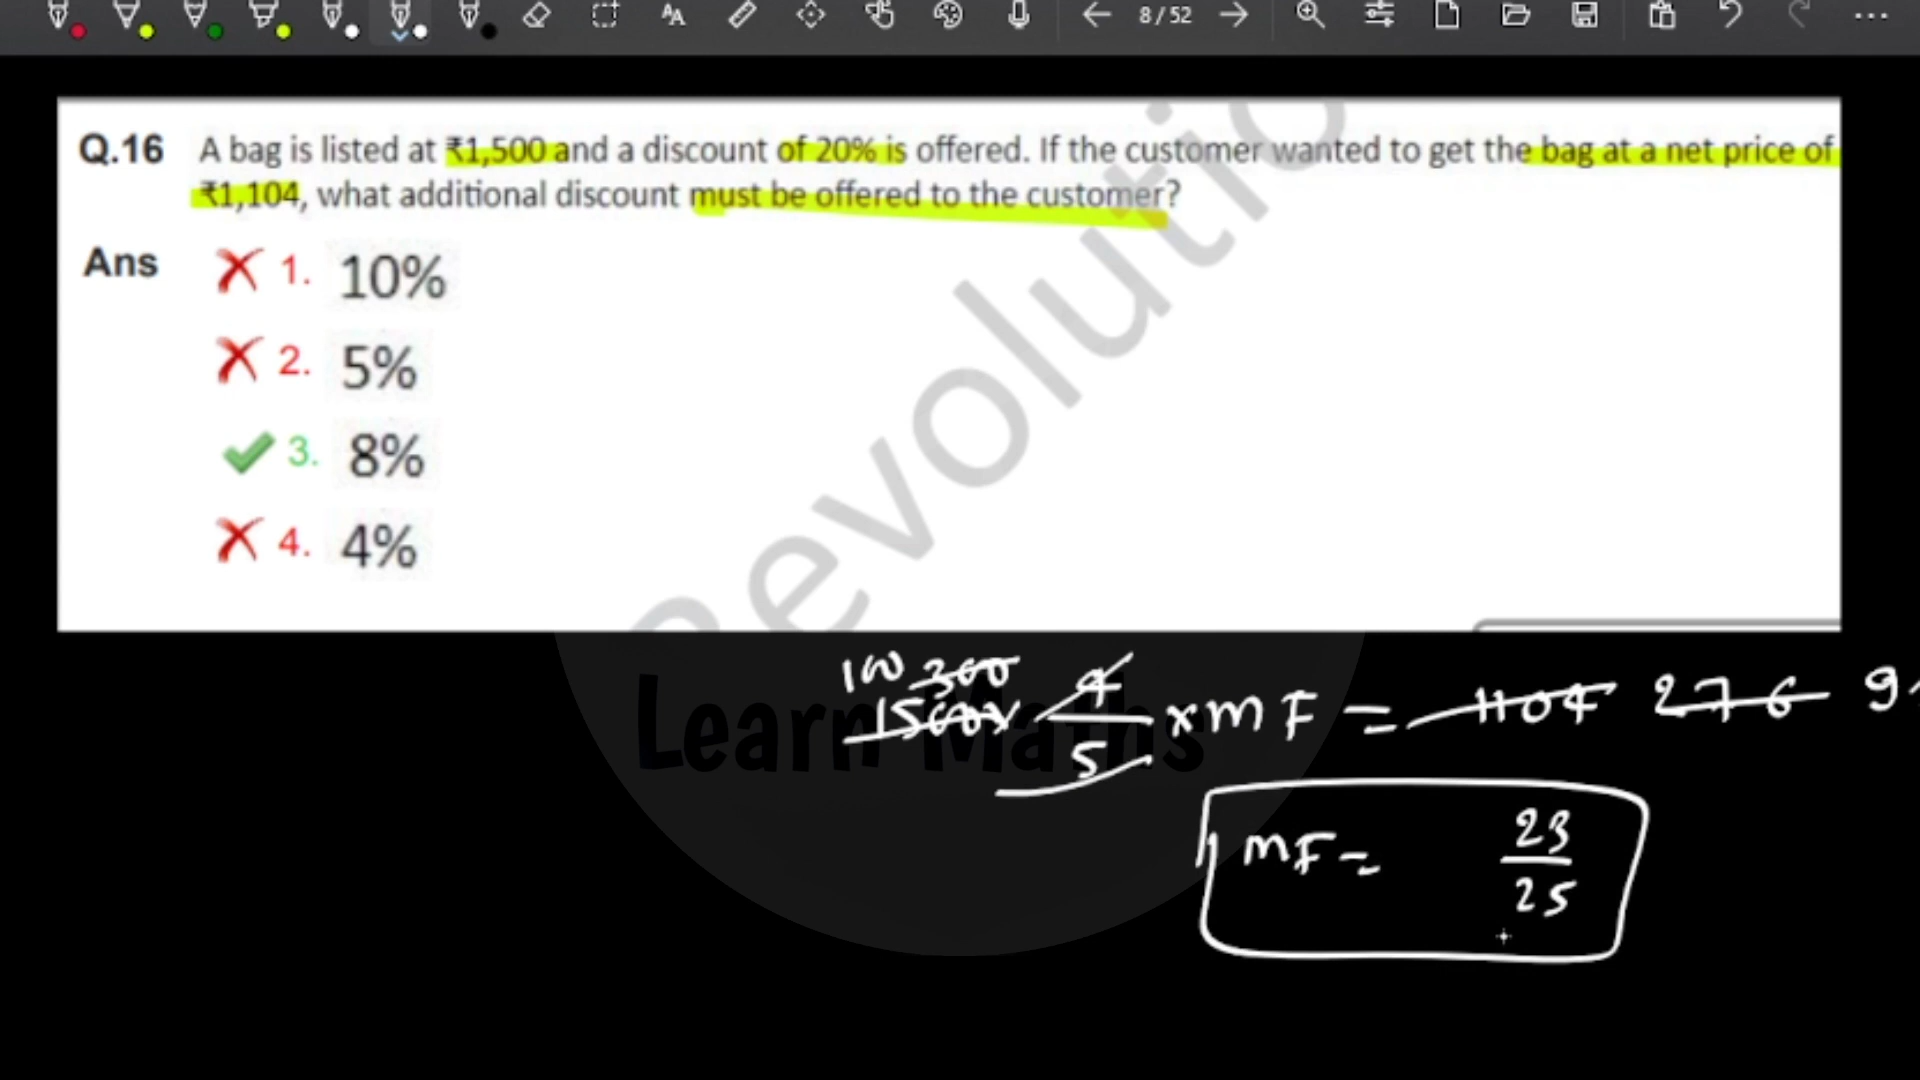 8 / 52
Q.16 A bag is listed at ₹1,500 and a discount of 20% is offered. If the customer wanted to get the bag at a net price of
₹1,104, what additional discount must be offered to the customer?
Ans 1. 10%
2. 5%
3. 8%
4. 4%
Revolutio
Learn Maths
100 300
1500 x 4/5 x MF = 1104 276
MF = 23/25